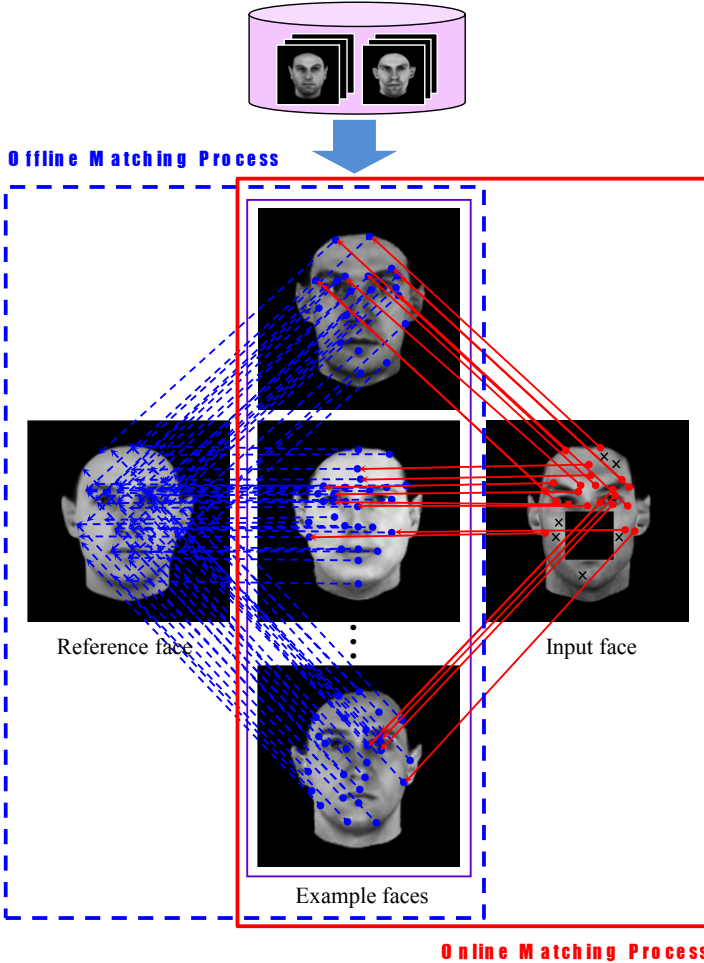 Offline Matching Process
Reference face
Input face
Example faces
Online Matching Process